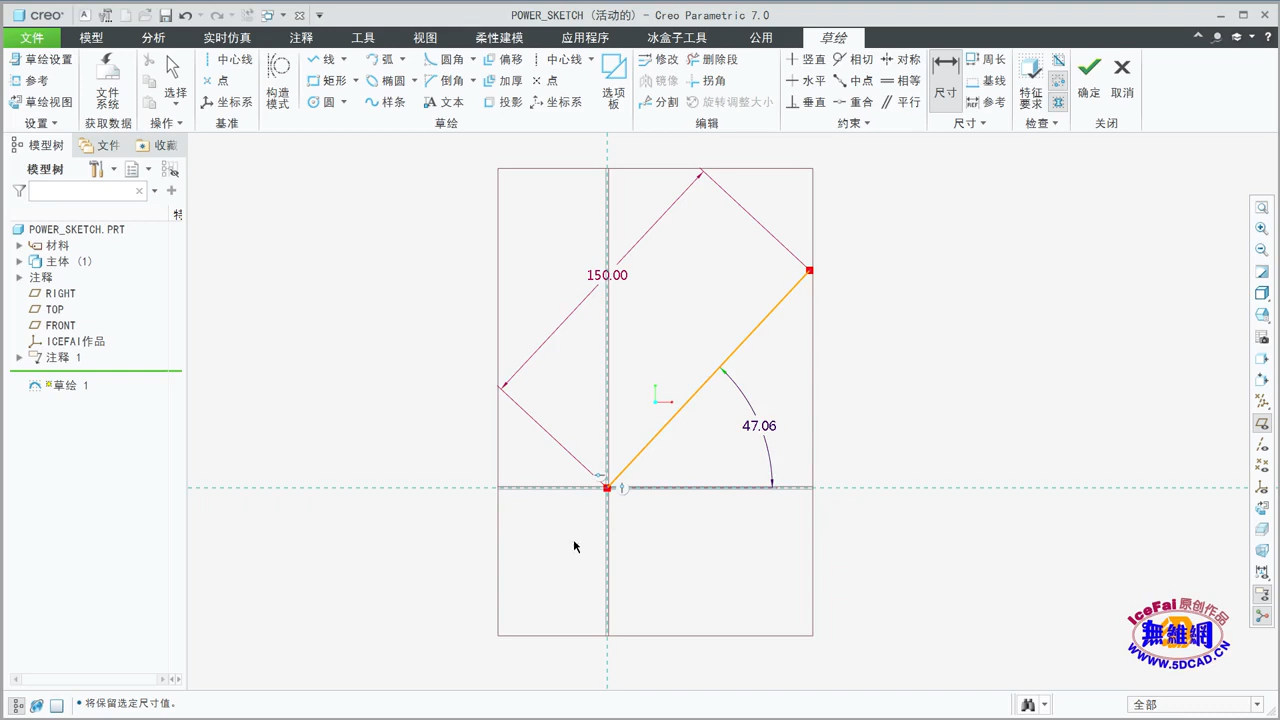 creo
POWER_SKETCH (活动的) - Creo Parametric 7.0
文件 模型 分析 实时仿真 注释 工具 视图 柔性建模 应用程序 冰盒子工具 公用 草绘
草绘设置 中心线 线 弧 圆角 偏移 中心线 修改 删除段 竖直 相切 对称 周长
参考 点 矩形 椭圆 倒角 加厚 点 镜像 拐角 水平 中点 相等 基线
草绘视图 坐标系 圆 样条 文本 投影 坐标系 分割 旋转调整大小 垂直 重合 平行 参考
文件系统 选择 构造模式 选项板 尺寸 特征要求 确定 取消
设置 获取数据 操作 基准 草绘 编辑 约束 尺寸 检查 关闭
模型树 文件 收藏
模型树
POWER_SKETCH.PRT
材料
主体 (1)
注释
RIGHT
TOP
FRONT
ICEFAI作品
注释 1
草绘 1
150.00
47.06
IceFai 原创作品
無維網
WWW.5DCAD.CN
将保留选定尺寸值。
全部